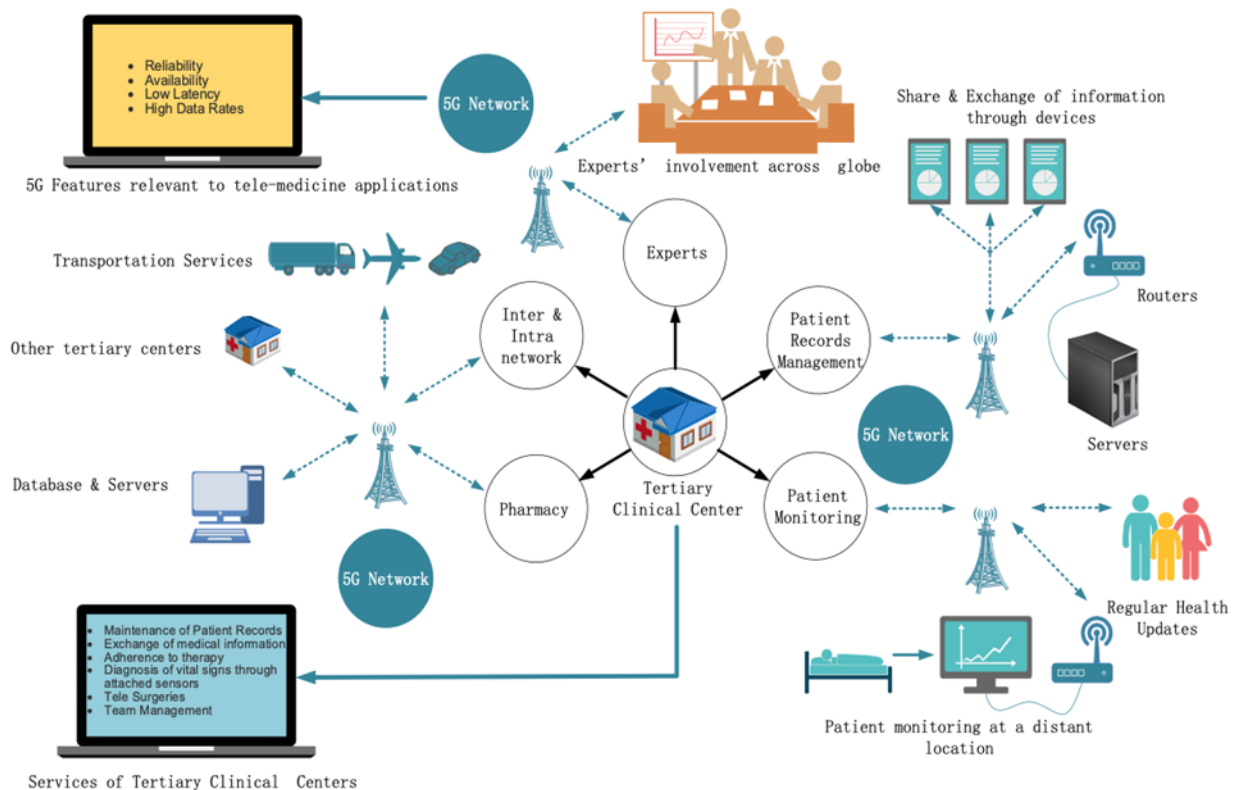 • Reliability
• Availability
• Low Latency
• High Data Rates
5G Network
5G Features relevant to tele-medicine applications
Experts' involvement across globe
Share & Exchange of information
through devices
Transportation Services
Experts
Routers
Other tertiary centers
Inter &
Intra
network
Patient
Records
Management
5G Network
Servers
Database & Servers
Pharmacy
Tertiary
Clinical Center
Patient
Monitoring
5G Network
Regular Health
Updates
• Maintenance of Patient Records
• Exchange of medical information
• Adherence to therapy
• Diagnosis of vital signs through
attached sensors
• Tele Surgeries
• Team Management
Patient monitoring at a distant
location
Services of Tertiary Clinical Centers